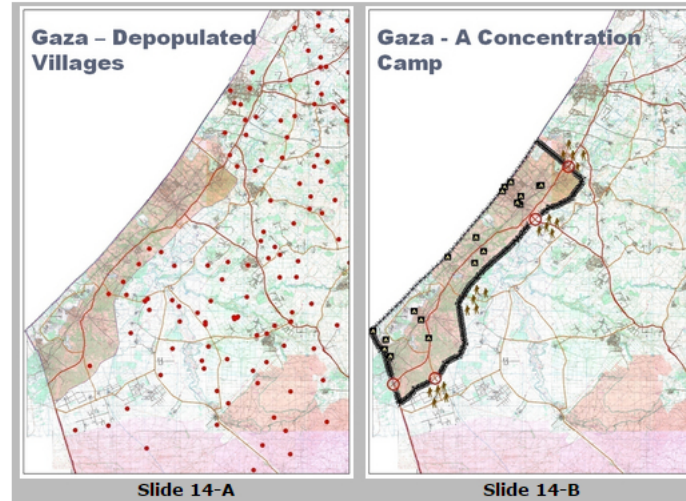 Gaza – Depopulated
Villages
Gaza - A Concentration
Camp
Slide 14-A
Slide 14-B